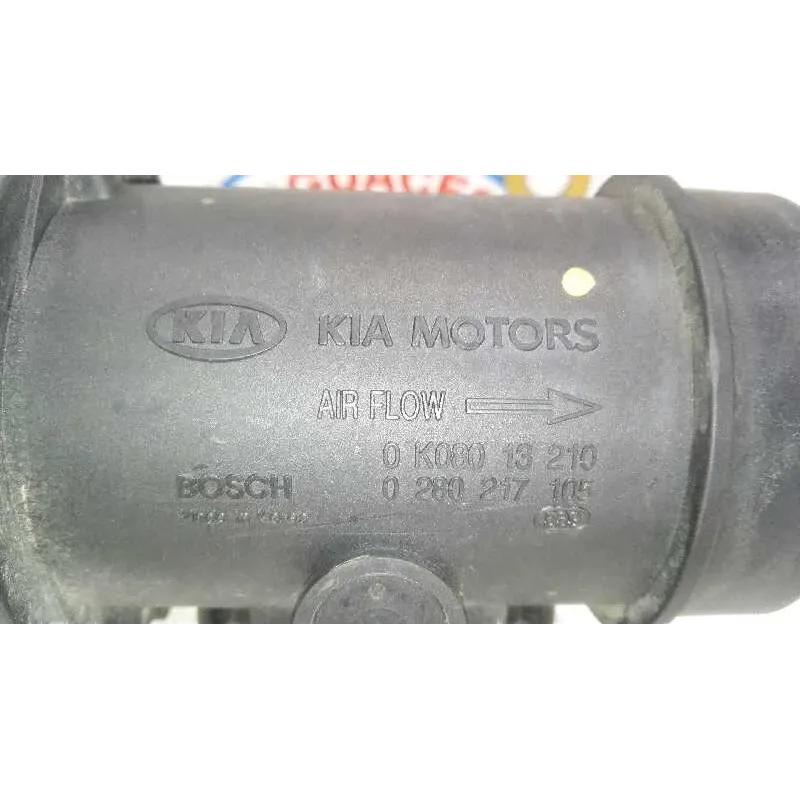 KIA KIA MOTORS
AIR FLOW
0 K080 13 210
BOSCH 0 280 217 105